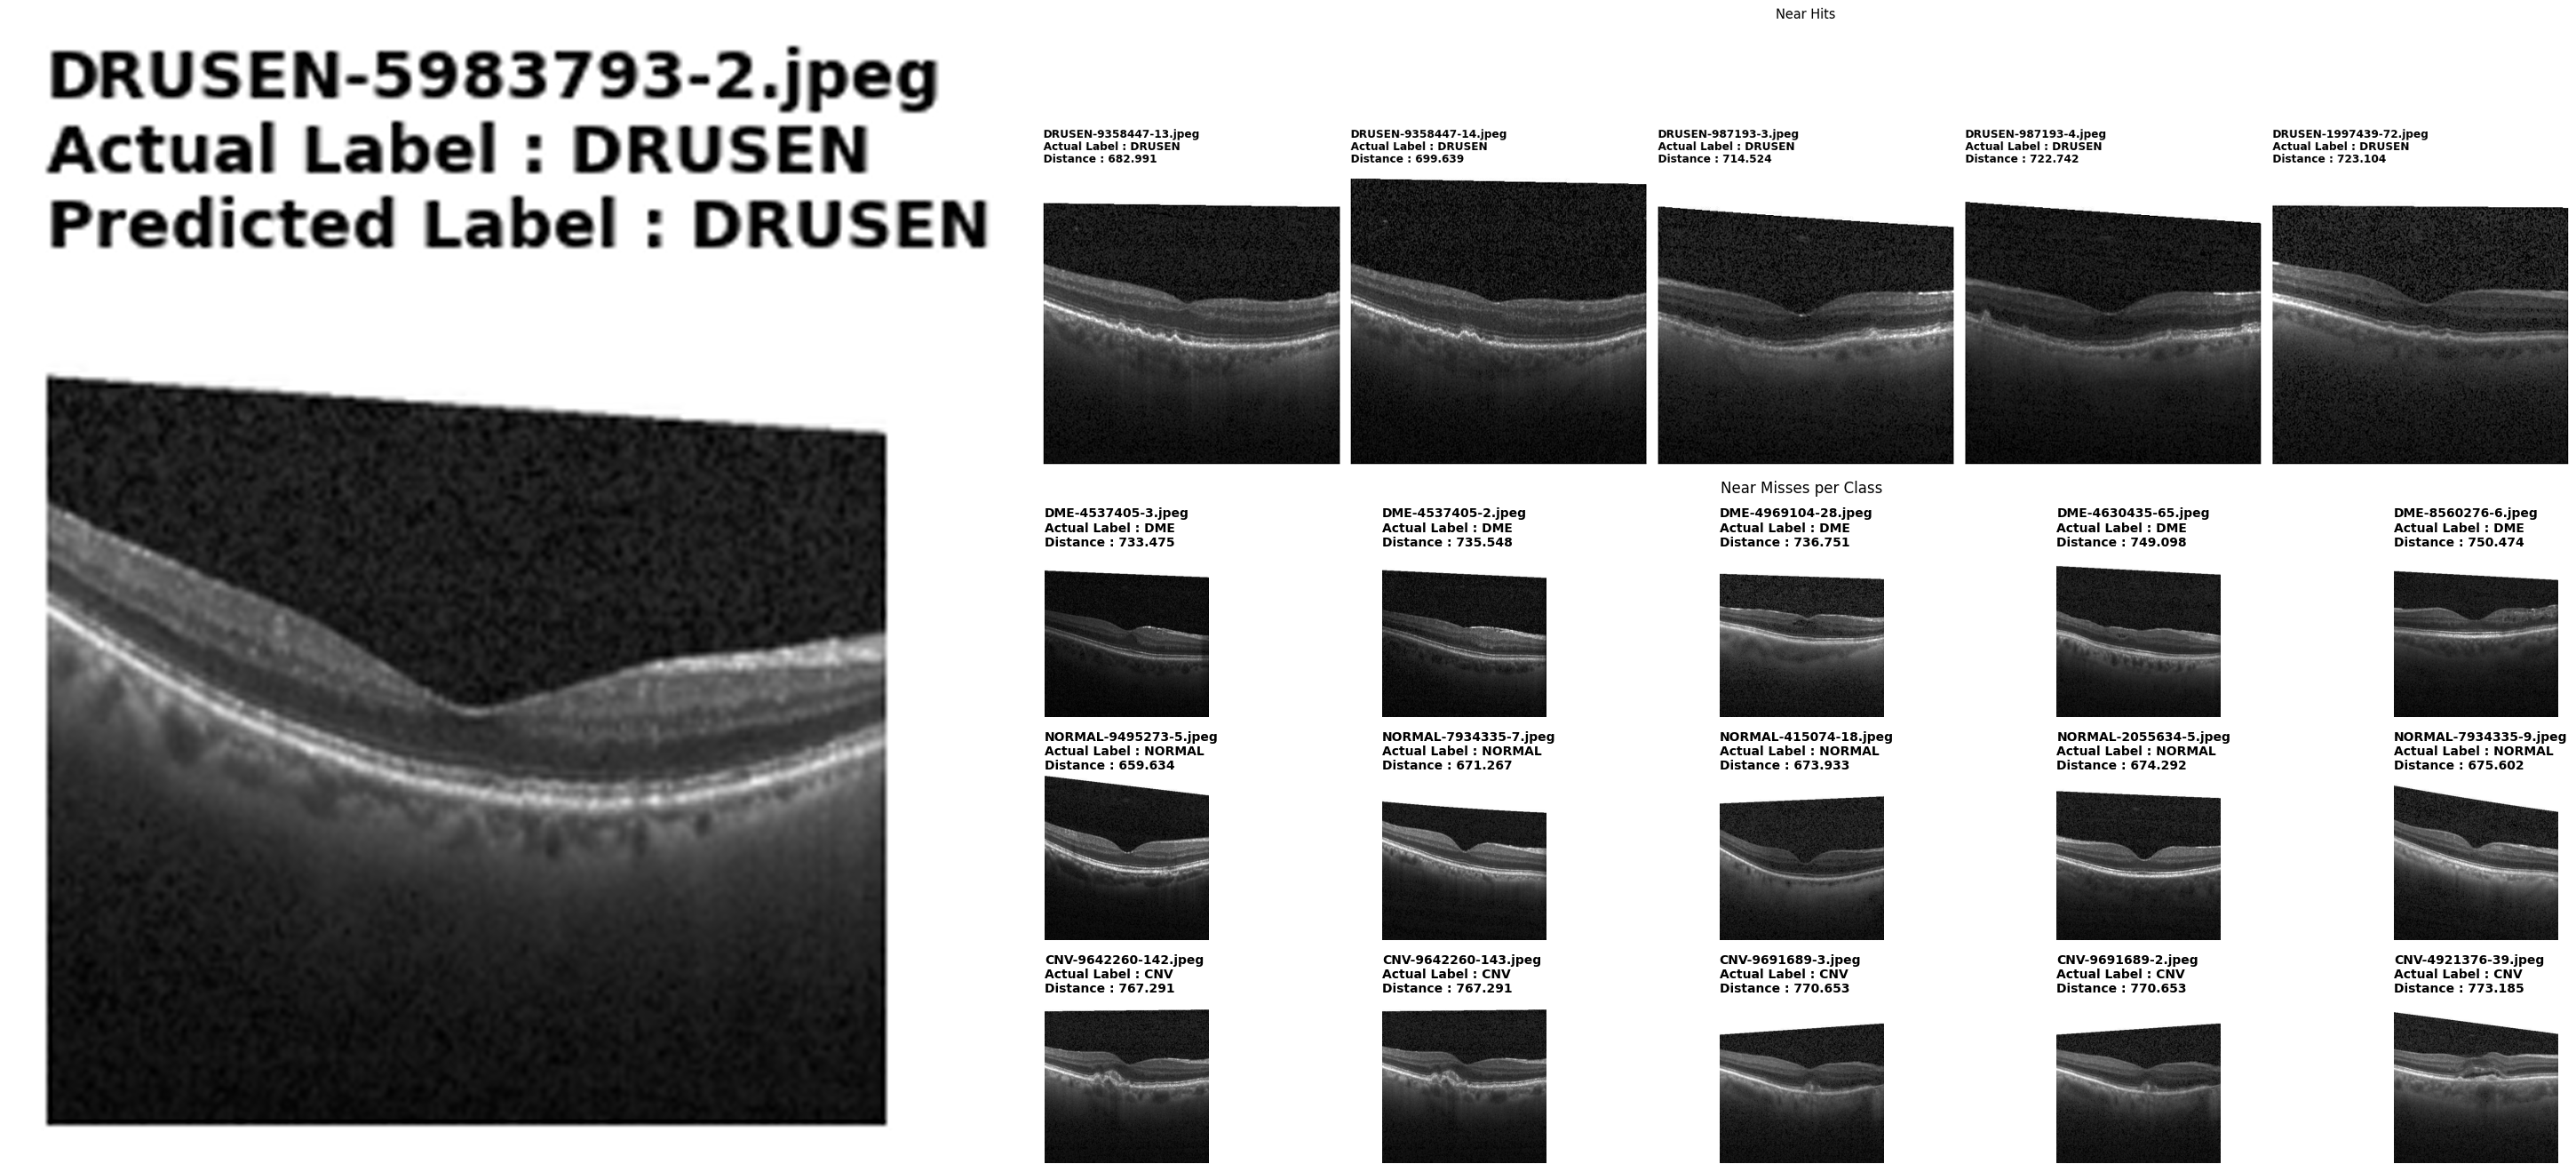 DRUSEN-5983793-2.jpeg
Actual Label : DRUSEN
Predicted Label : DRUSEN
Near Hits
DRUSEN-9358447-13.jpeg
Actual Label : DRUSEN
Distance : 682.991
DRUSEN-9358447-14.jpeg
Actual Label : DRUSEN
Distance : 699.639
DRUSEN-987193-3.jpeg
Actual Label : DRUSEN
Distance : 714.524
DRUSEN-987193-4.jpeg
Actual Label : DRUSEN
Distance : 722.742
DRUSEN-1997439-72.jpeg
Actual Label : DRUSEN
Distance : 723.104
Near Misses per Class
DME-4537405-3.jpeg
Actual Label : DME
Distance : 733.475
DME-4537405-2.jpeg
Actual Label : DME
Distance : 735.548
DME-4969104-28.jpeg
Actual Label : DME
Distance : 736.751
DME-4630435-65.jpeg
Actual Label : DME
Distance : 749.098
DME-8560276-6.jpeg
Actual Label : DME
Distance : 750.474
NORMAL-9495273-5.jpeg
Actual Label : NORMAL
Distance : 659.634
NORMAL-7934335-7.jpeg
Actual Label : NORMAL
Distance : 671.267
NORMAL-415074-18.jpeg
Actual Label : NORMAL
Distance : 673.933
NORMAL-2055634-5.jpeg
Actual Label : NORMAL
Distance : 674.292
NORMAL-7934335-9.jpeg
Actual Label : NORMAL
Distance : 675.602
CNV-9642260-142.jpeg
Actual Label : CNV
Distance : 767.291
CNV-9642260-143.jpeg
Actual Label : CNV
Distance : 767.291
CNV-9691689-3.jpeg
Actual Label : CNV
Distance : 770.653
CNV-9691689-2.jpeg
Actual Label : CNV
Distance : 770.653
CNV-4921376-39.jpeg
Actual Label : CNV
Distance : 773.185